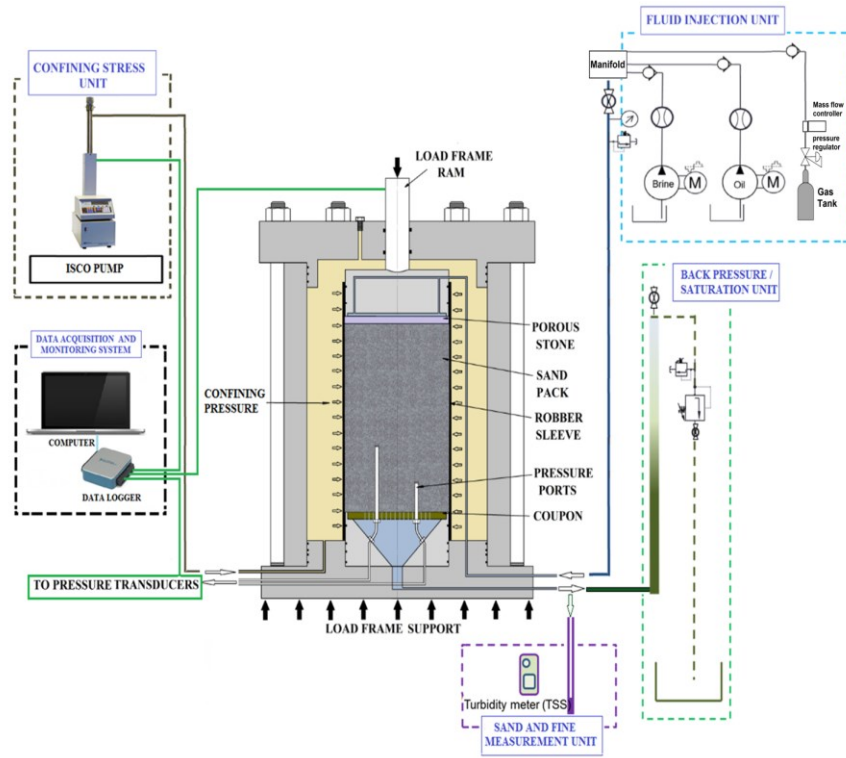 FLUID INJECTION UNIT
CONFINING STRESS
UNIT
ISCO PUMP
Manifold
Mass flow
controller
pressure
regulator
Brine
M
Oil
M
Gas
Tank
LOAD FRAME
RAM
BACK PRESSURE /
SATURATION UNIT
DATA ACQUISITION AND
MONITORING SYSTEM
COMPUTER
DATA LOGGER
CONFINING
PRESSURE
POROUS
STONE
SAND
PACK
ROBBER
SLEEVE
PRESSURE
PORTS
COUPON
TO PRESSURE TRANSDUCERS
LOAD FRAME SUPPORT
Turbidity meter (TSS)
SAND AND FINE
MEASUREMENT UNIT